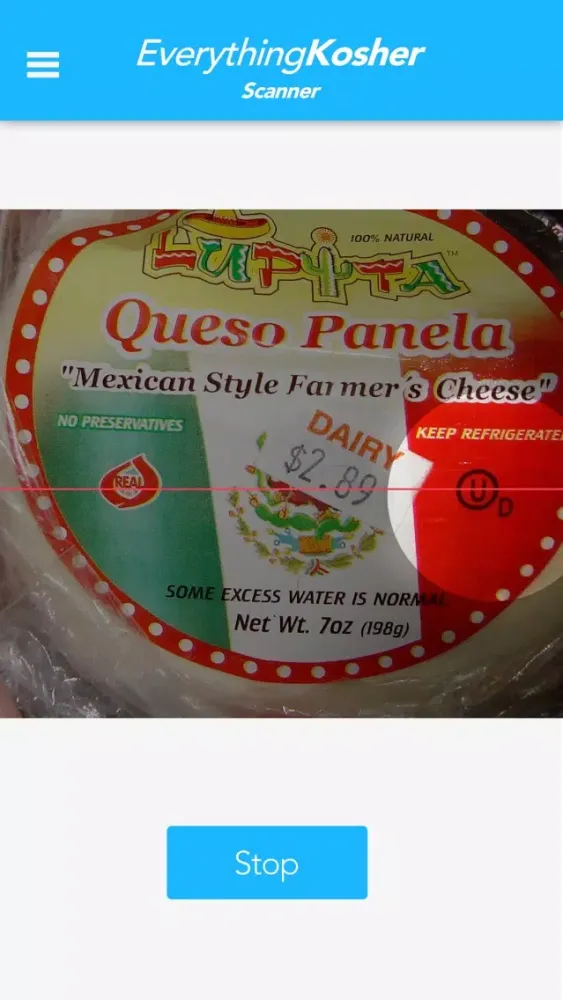 EverythingKosher
Scanner
100% NATURAL
LUPITA™
Queso Panela
"Mexican Style Farmer's Cheese"
NO PRESERVATIVES
DAIRY
KEEP REFRIGERATE
$2.89
REAL
U
D
SOME EXCESS WATER IS NORMAL
Net Wt. 7oz (198g)
Stop